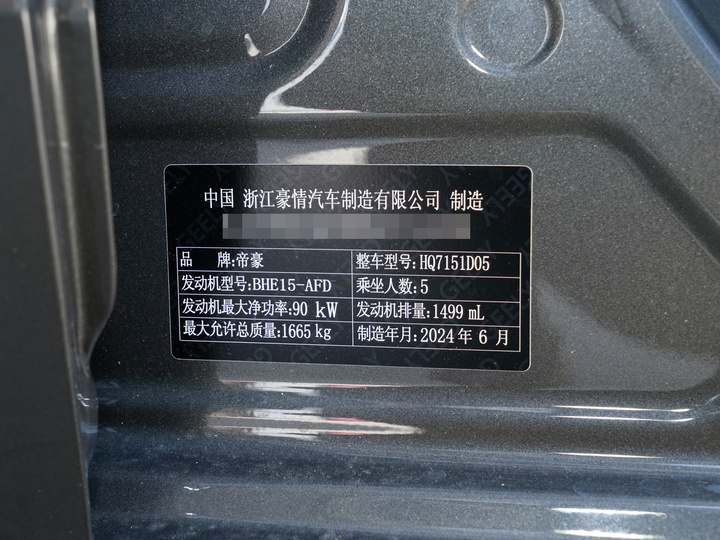 中国 浙江豪情汽车制造有限公司 制造
品 牌:帝豪 整车型号:HQ7151D05
发动机型号:BHE15-AFD 乘坐人数:5
发动机最大净功率:90 kW 发动机排量:1499 mL
最大允许总质量:1665 kg 制造年月:2024 年 6 月